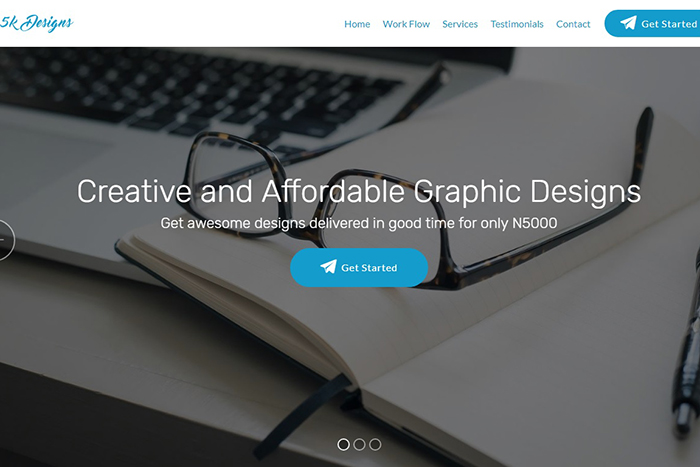 5k Designs
Home Work Flow Services Testimonials Contact Get Started
Creative and Affordable Graphic Designs
Get awesome designs delivered in good time for only N5000
Get Started